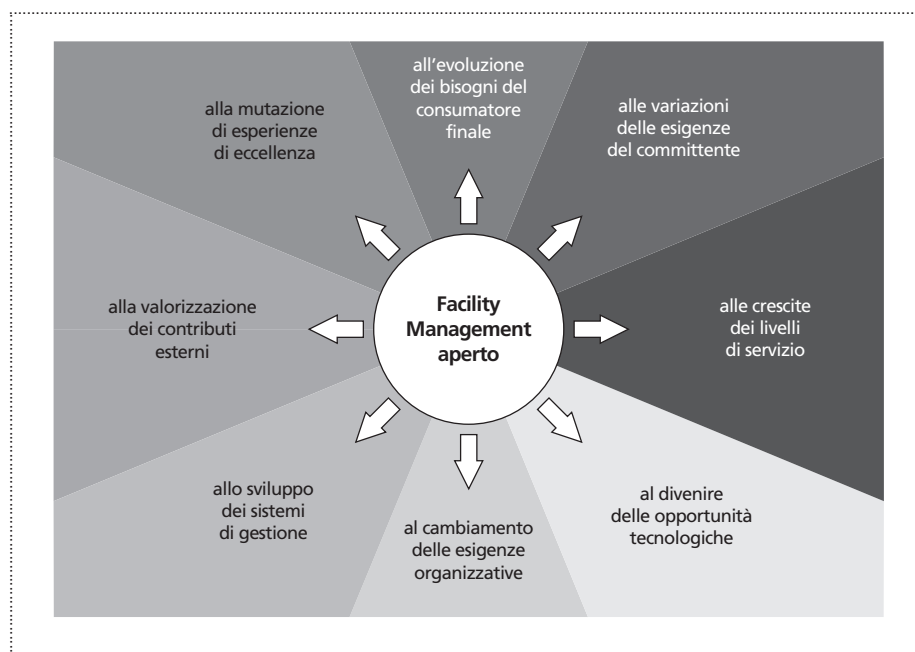 all'evoluzione
dei bisogni del
consumatore
finale
alle variazioni
delle esigenze
del committente
alle crescite
dei livelli
di servizio
al divenire
delle opportunità
tecnologiche
al cambiamento
delle esigenze
organizzative
allo sviluppo
dei sistemi
di gestione
alla valorizzazione
dei contributi
esterni
alla mutazione
di esperienze
di eccellenza
Facility
Management
aperto